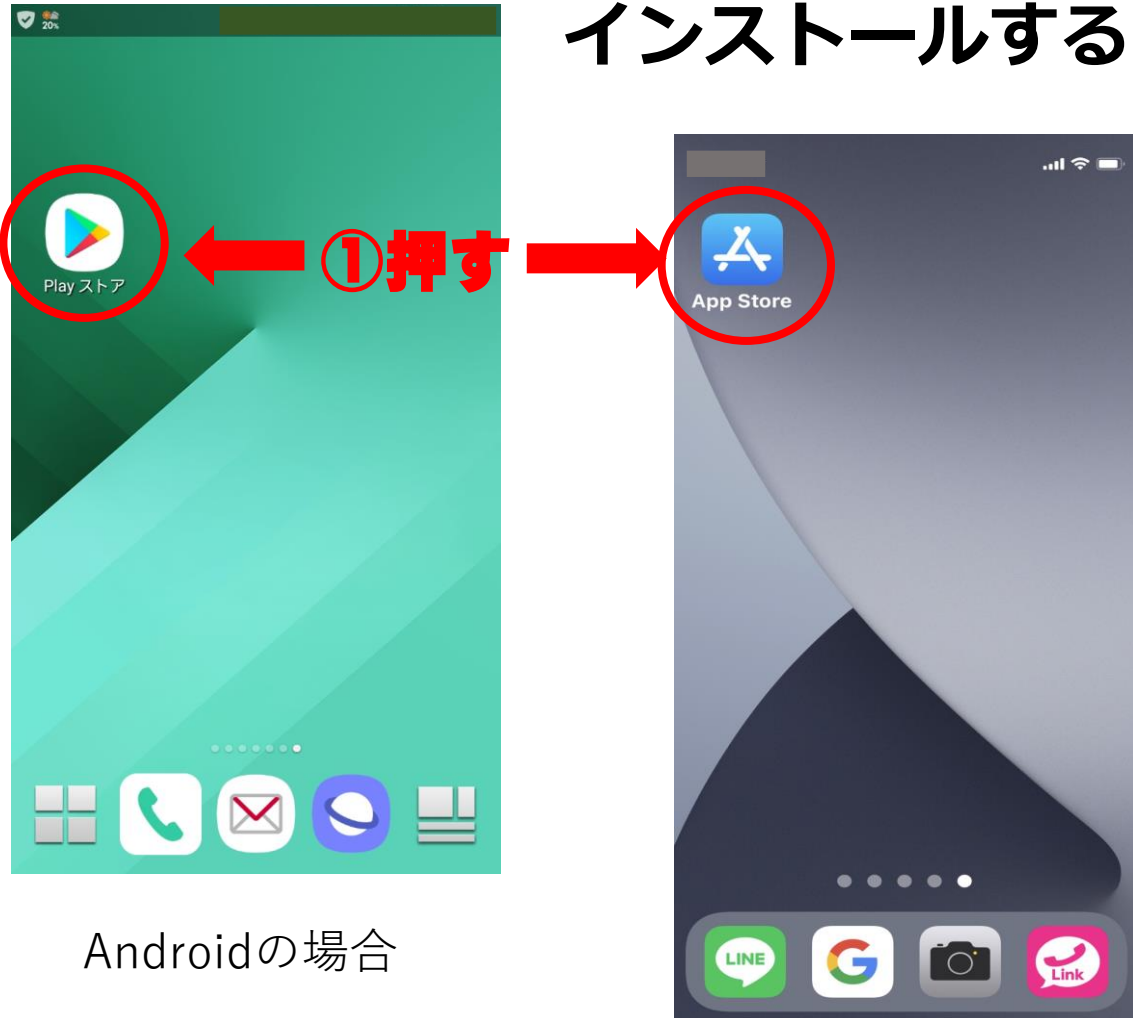 インストールする
20%
Play ストア
①押す
App Store
LINE
G
Link
Androidの場合